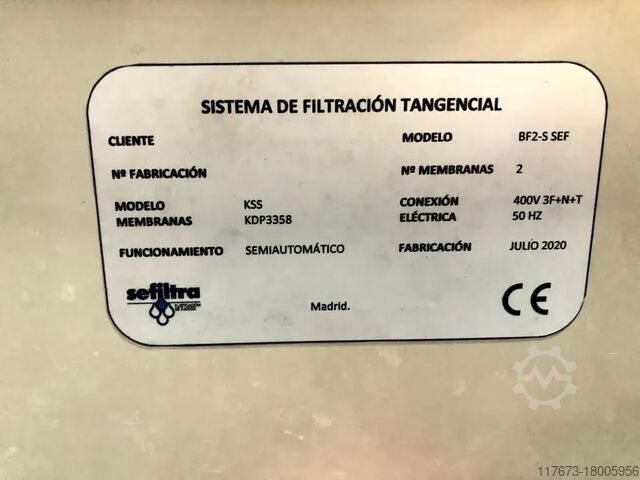 SISTEMA DE FILTRACIÓN TANGENCIAL
CLIENTE
MODELO BF2-S SEF
Nº FABRICACIÓN
Nº MEMBRANAS 2
MODELO MEMBRANAS KSS KDP3358
CONEXIÓN ELÉCTRICA 400V 3F+N+T 50 HZ
FUNCIONAMIENTO SEMIAUTOMÁTICO
FABRICACIÓN JULIO 2020
sefiltra
Madrid.
CE
117673-18005956